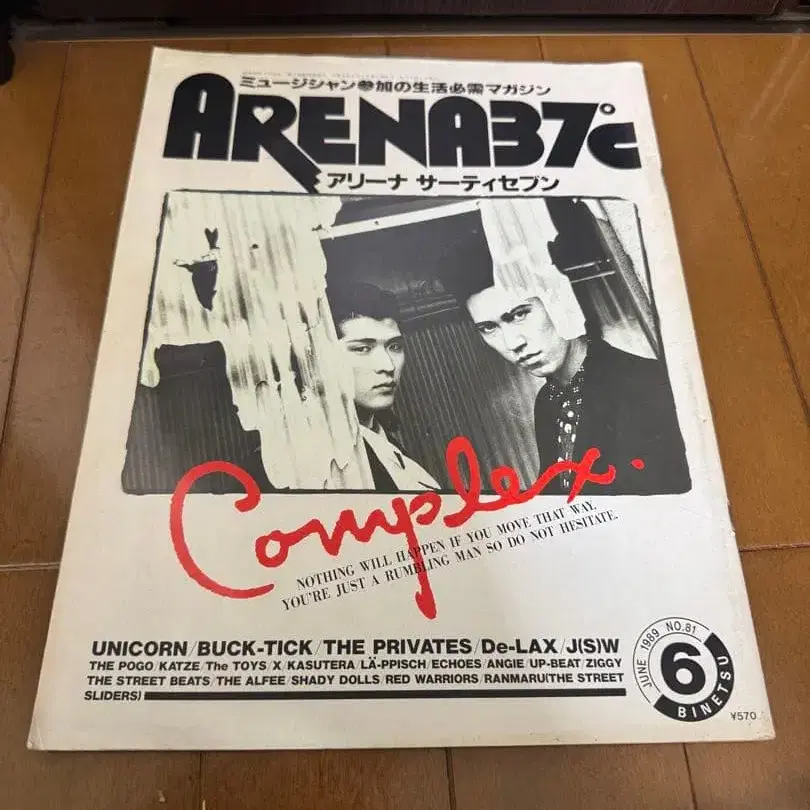 ミュージシャン参加の生活必需マガジン
ARENA37℃
アリーナ サーティセブン
Complex.
NOTHING WILL HAPPEN IF YOU MOVE THAT WAY.
YOU'RE JUST A RUMBLING MAN SO DO NOT HESITATE.
UNICORN/BUCK-TICK/THE PRIVATES/De-LAX/J(S)W
THE POGO/KATZE/The TOYS/X/KASUTERA/LÄ-PPISCH/ECHOES/ANGIE/UP-BEAT/ZIGGY
THE STREET BEATS/THE ALFEE/SHADY DOLLS/RED WARRIORS/RANMARU(THE STREET
SLIDERS)
JUNE 1989 NO.81
6
BINETSU
¥570